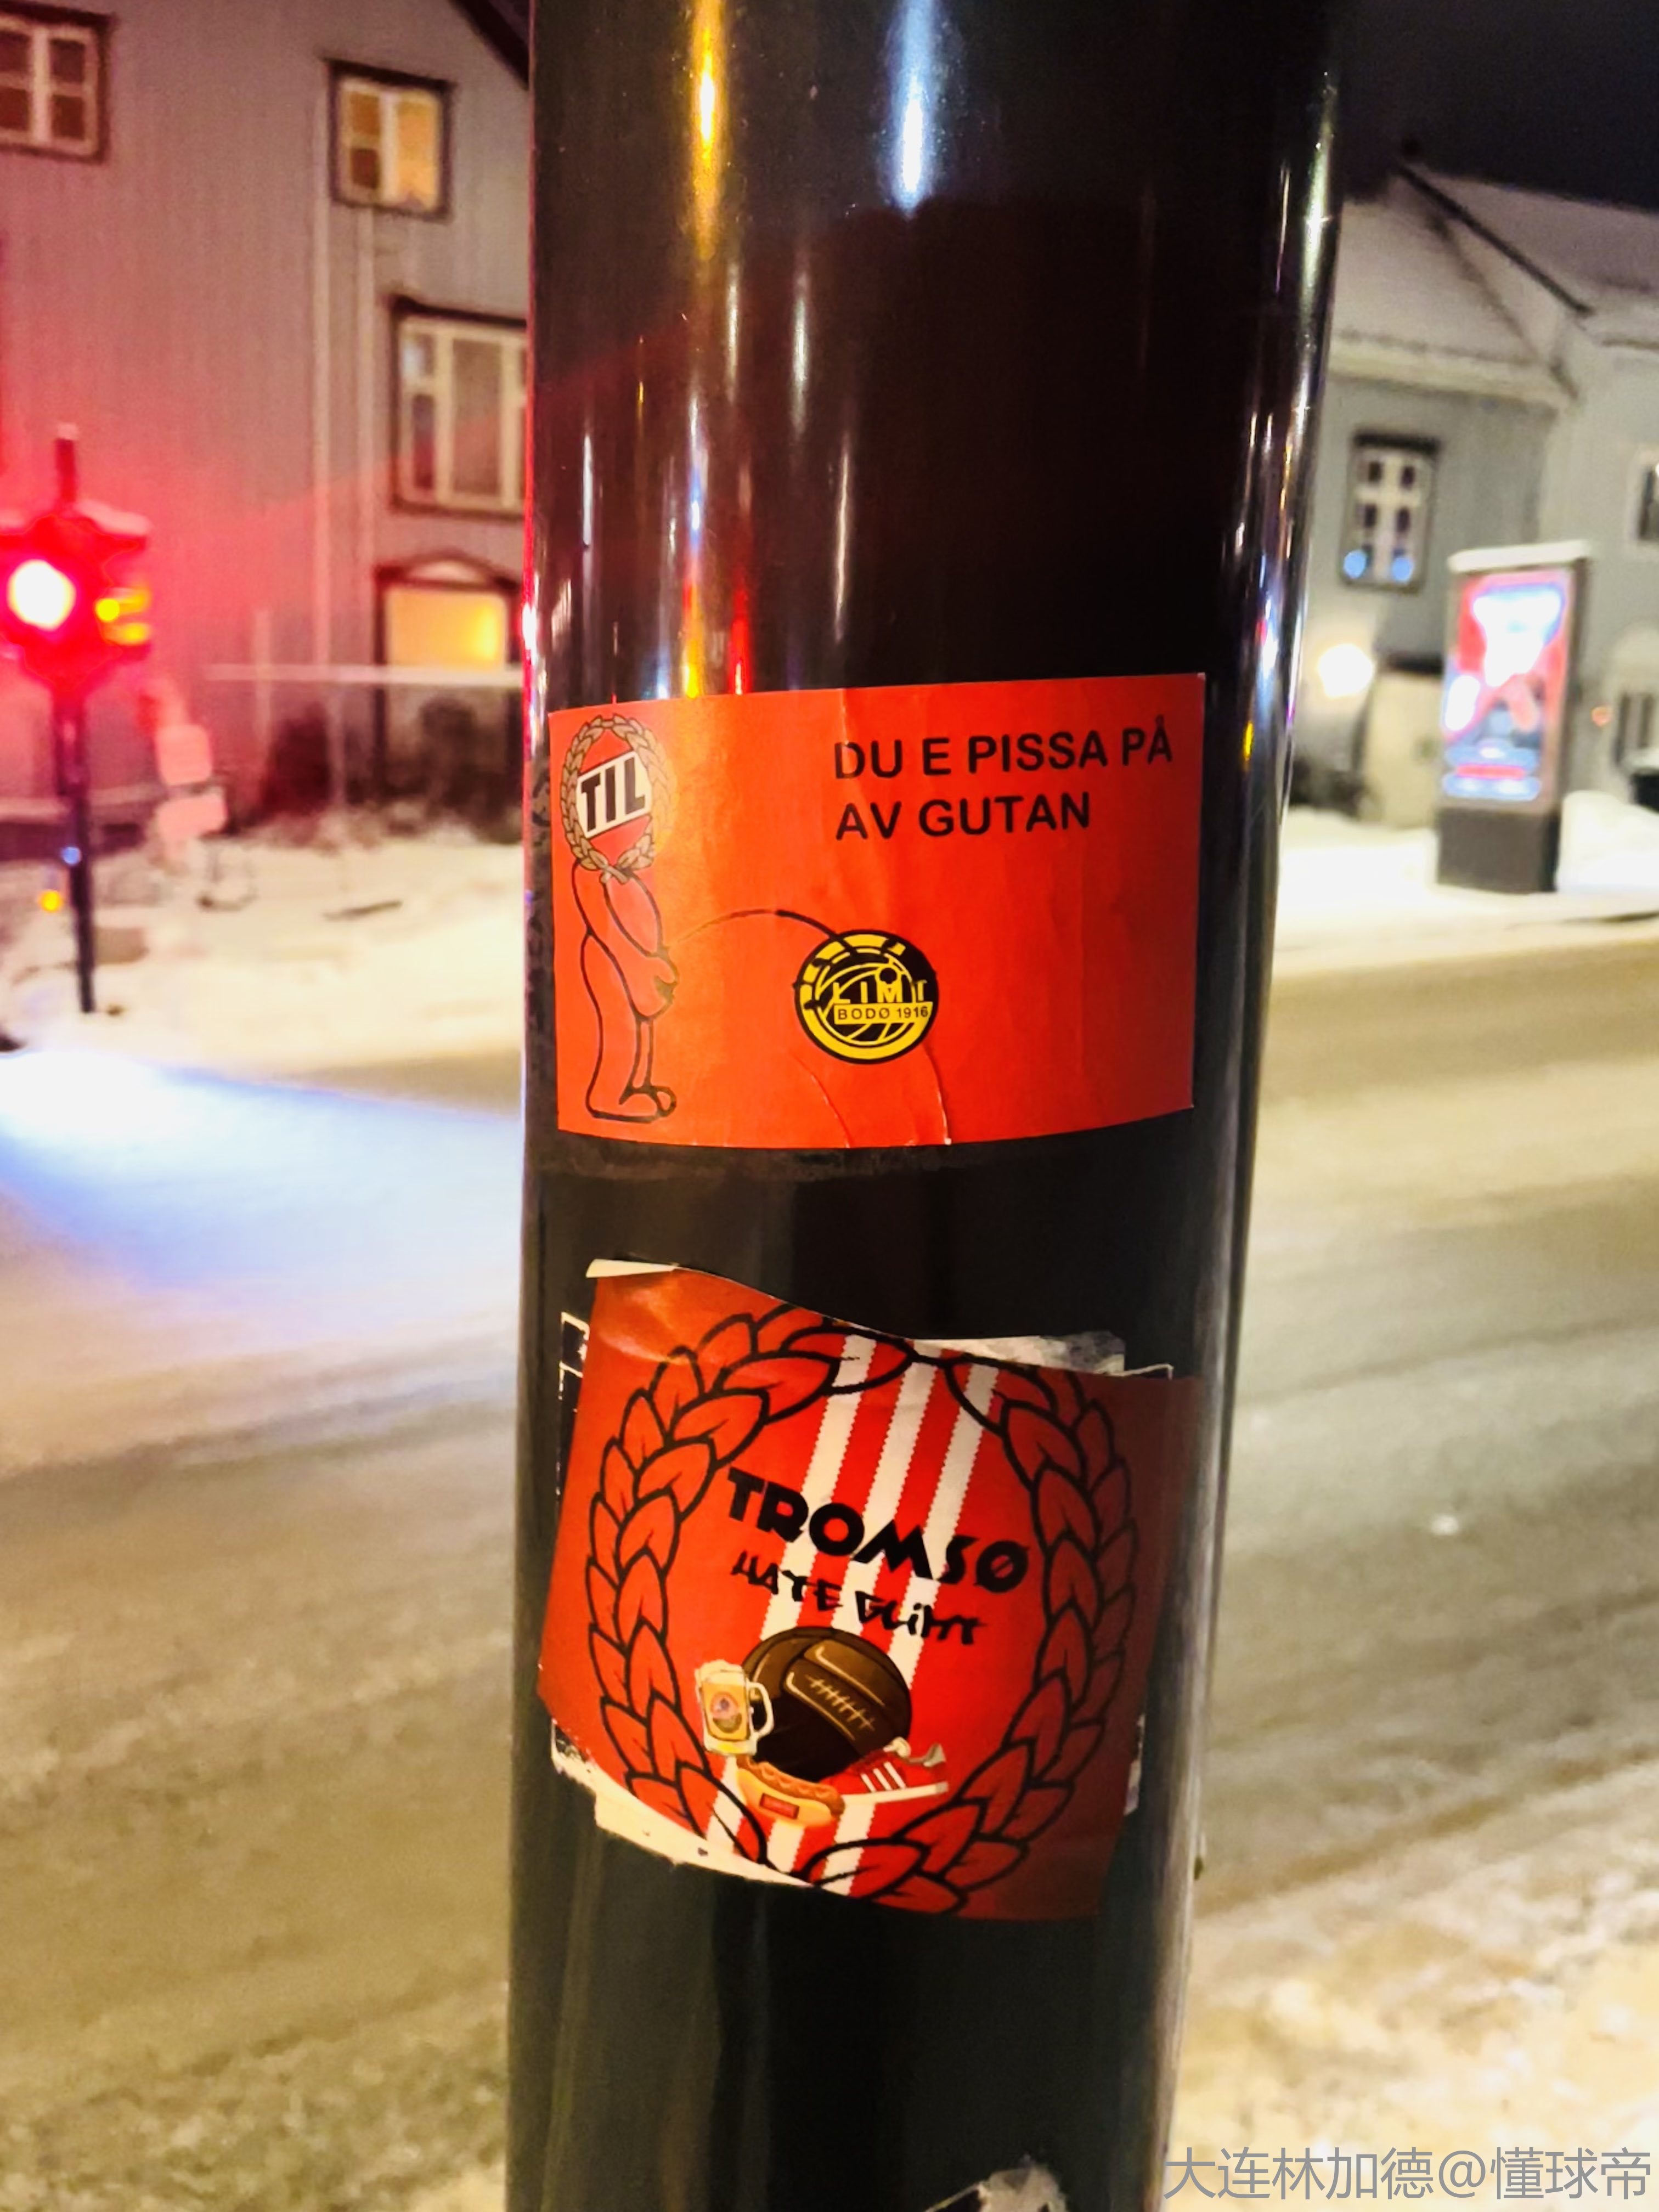 TIL
DU E PISSA PÅ
AV GUTAN
GLIMT
BODØ 1916
TROMSØ
HATE GLIMT
大连林加德@懂球帝